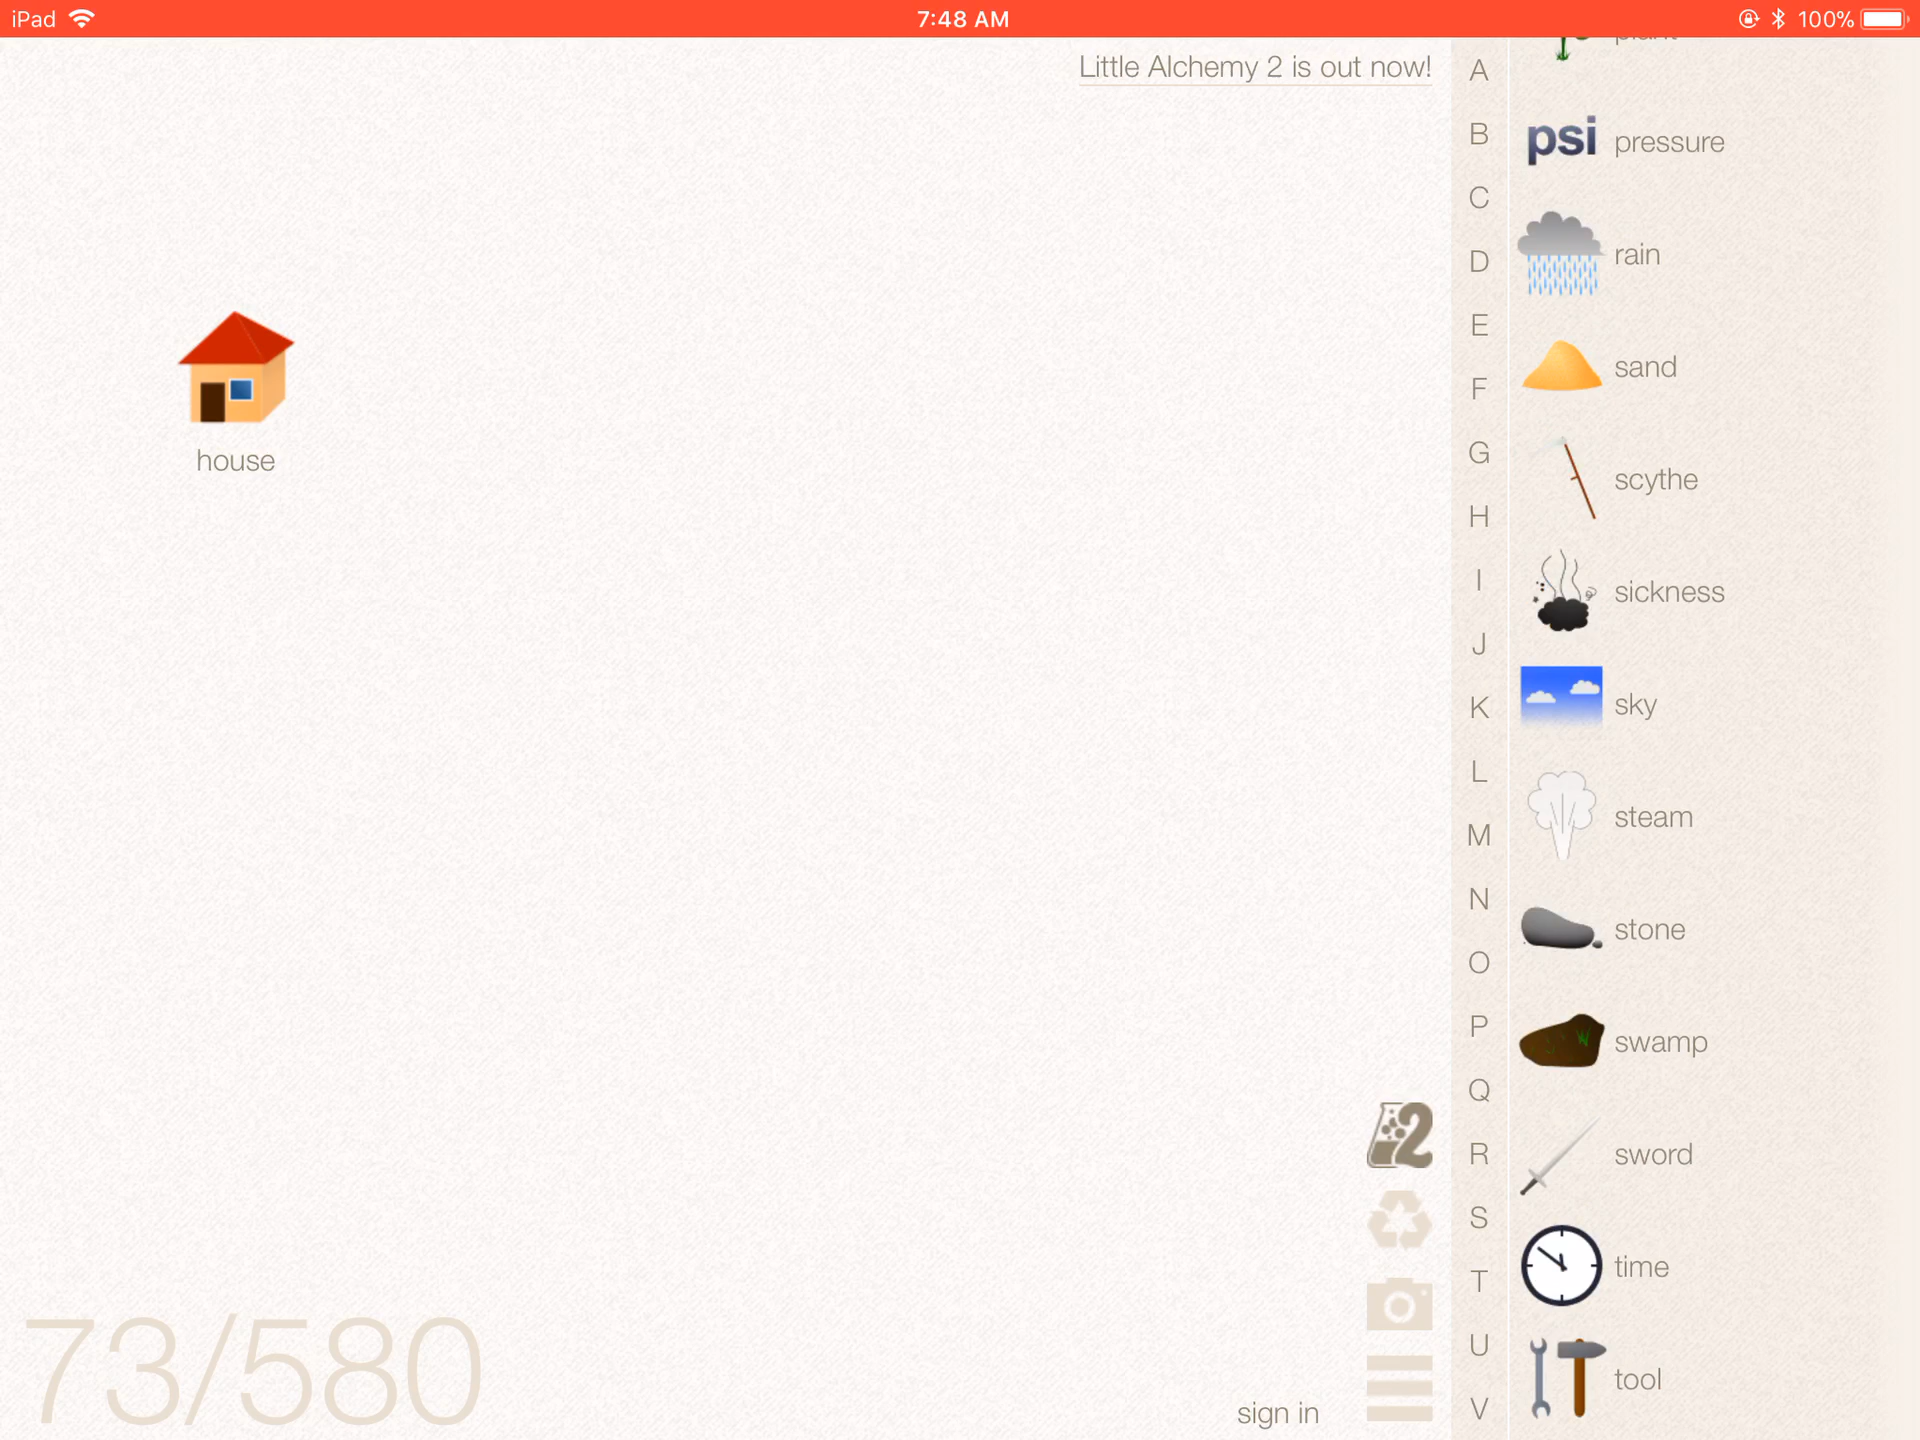 iPad
7:48 AM
100%
Little Alchemy 2 is out now!
house
73/580
sign in
2
A
B
C
D
E
F
G
H
I
J
K
L
M
N
O
P
Q
R
S
T
U
V
plant
psi pressure
rain
sand
scythe
sickness
sky
steam
stone
swamp
sword
time
tool